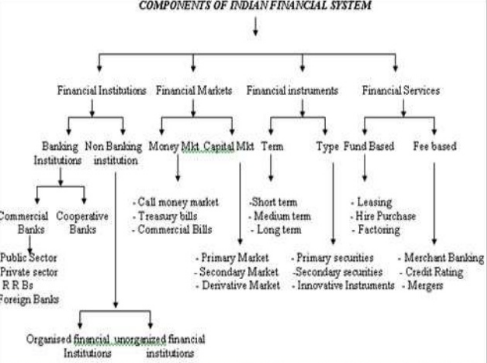 COMPONENTS OF INDIAN FINANCIAL SYSTEM
Financial Institutions Financial Markets Financial instruments Financial Services
Banking Non Banking Money Mkt Capital Mkt Term Type Fund Based Fee based
Institutions institution
- Call money market -Short term - Leasing
- Treasury bills - Medium term - Hire Purchase
- Commercial Bills - Long term - Factoring
Commercial Cooperative
Banks Banks
Public Sector - Primary Market - Primary securities - Merchant Banking
Private sector - Secondary Market -Secondary securities - Credit Rating
R R Bs - Derivative Market - Innovative Instruments - Mergers
Foreign Banks
Organised financial unorganized financial
Institutions institutions